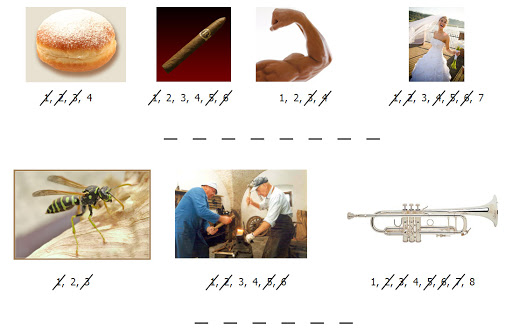 1, 2, 3, 4
1, 2, 3, 4, 5, 6
1, 2, 3, 4
1, 2, 3, 4, 5, 6, 7
1, 2, 3
1, 2, 3, 4, 5, 6
1, 2, 3, 4, 5, 6, 7, 8